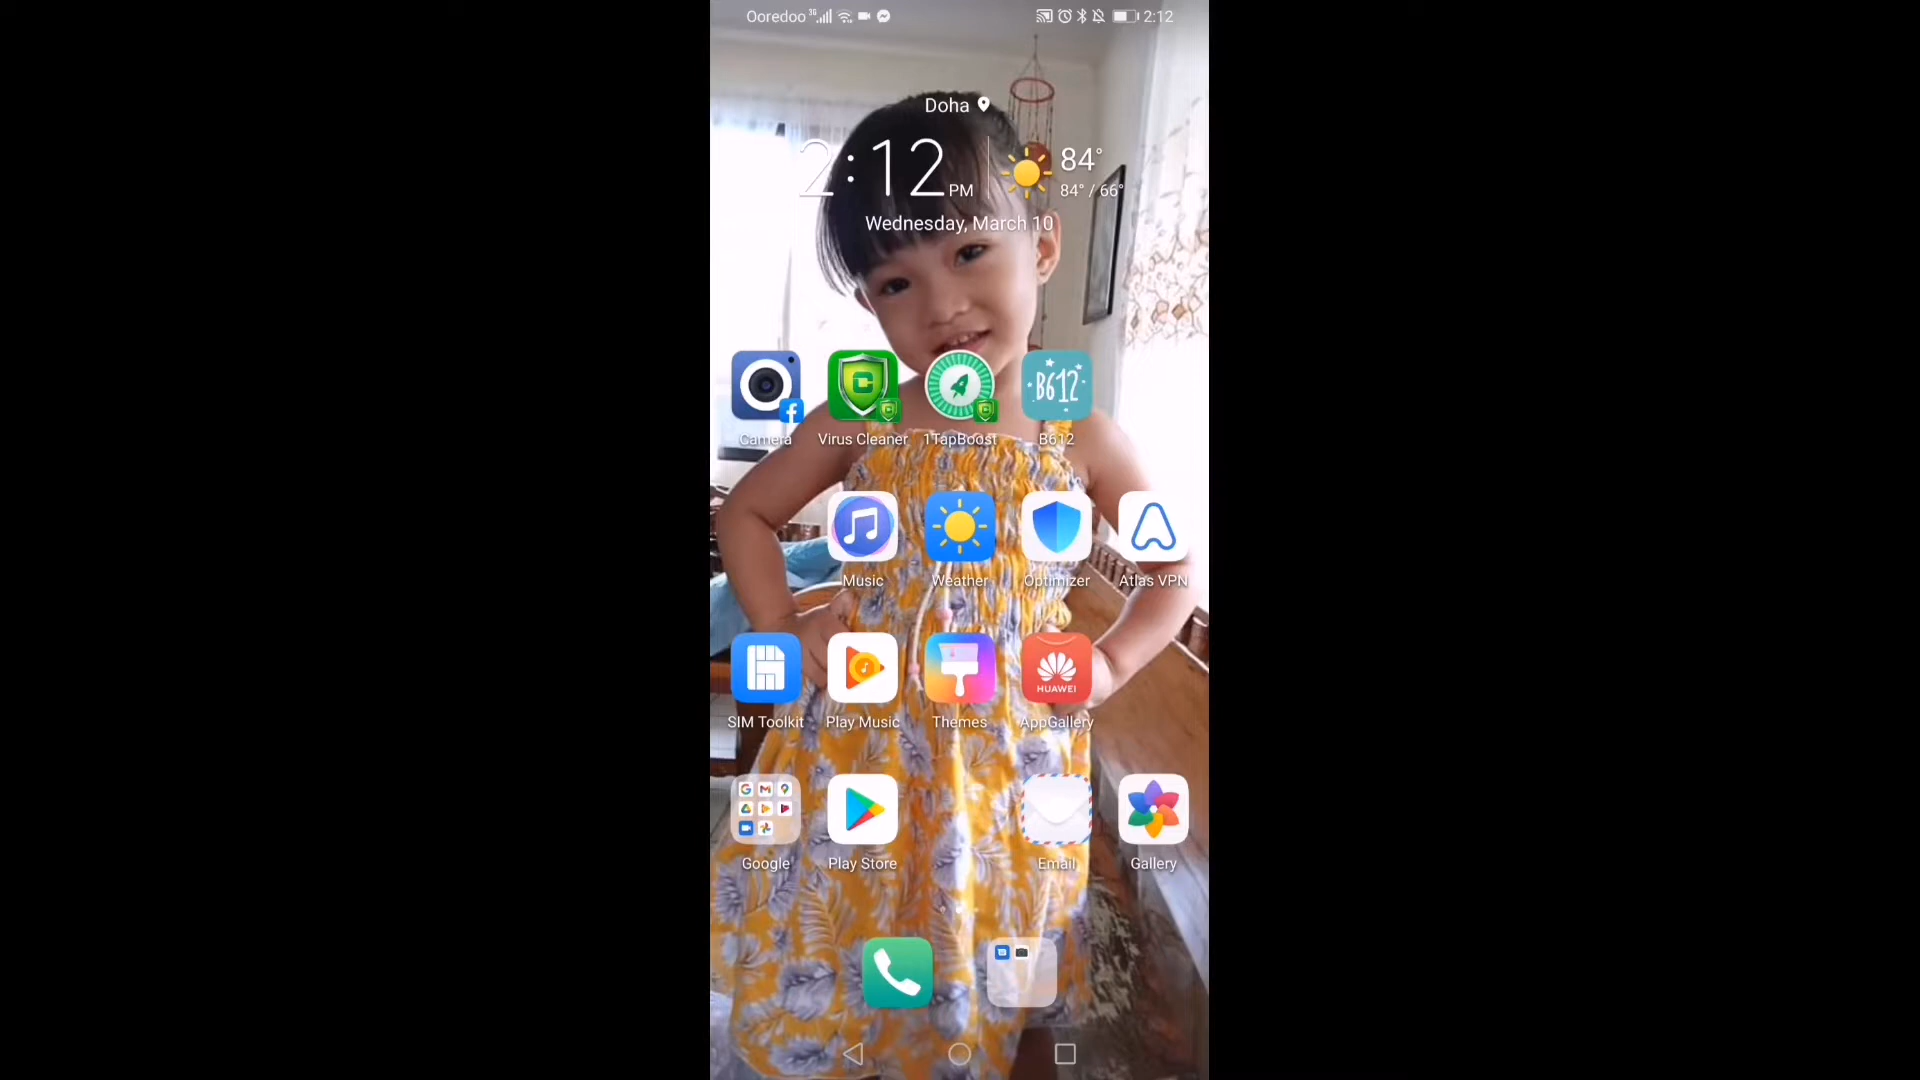 Ooredoo 3G 2:12
Doha
2:12 PM 84°
84° / 66°
Wednesday, March 10
B612
Camera Virus Cleaner 1TapBoost B612
Music Weather Optimizer Atlas VPN
HUAWEI
SIM Toolkit Play Music Themes AppGallery
Google Play Store Email Gallery